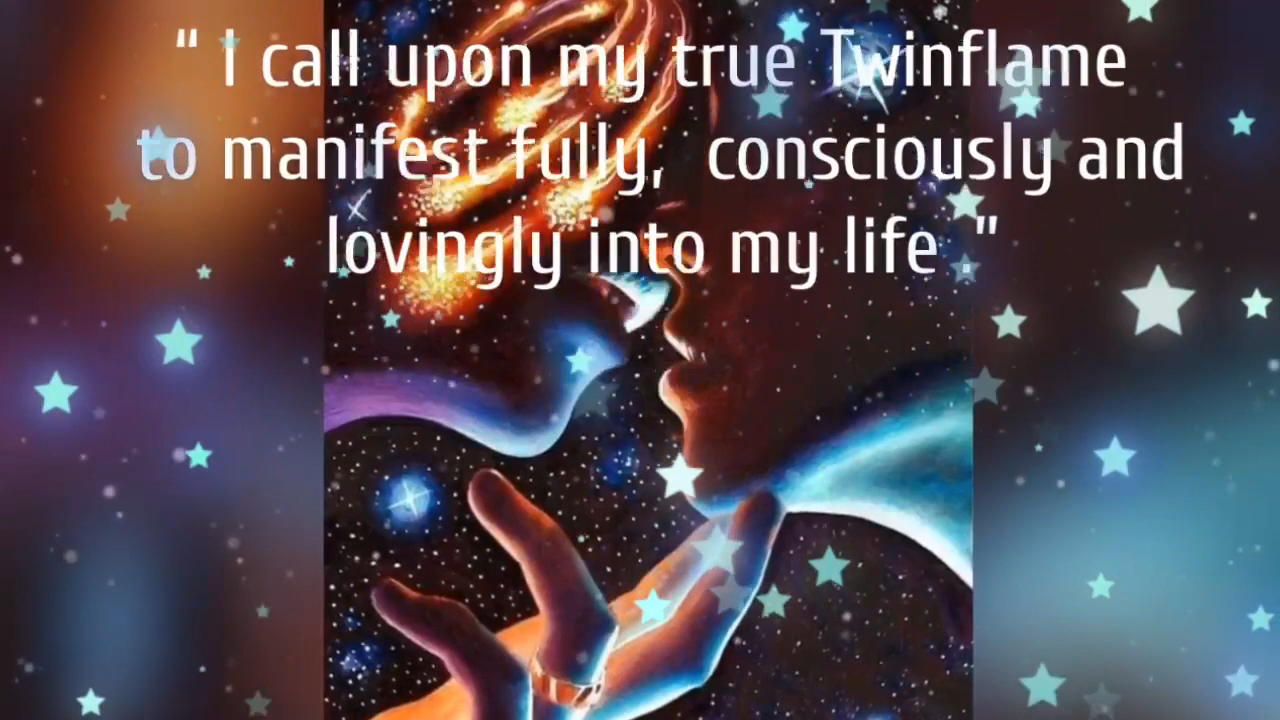 “ I call upon my true Twinflame
to manifest fully, consciously and
lovingly into my life .”